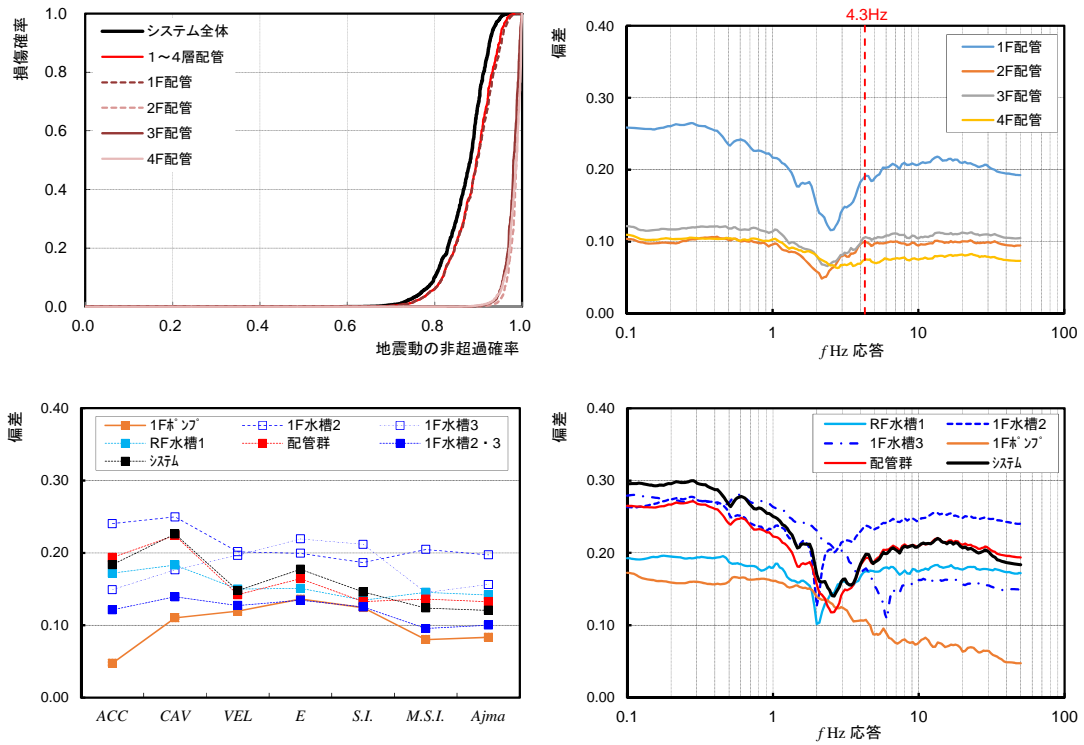 損傷確率
1.0
0.8
0.6
0.4
0.2
0.0
システム全体
1～4層配管
1F配管
2F配管
3F配管
4F配管
0.0 0.2 0.4 0.6 0.8 1.0
地震動の非超過確率
4.3Hz
偏差
0.40
0.30
0.20
0.10
0.00
1F配管
2F配管
3F配管
4F配管
0.1 1 10 100
f Hz 応答
偏差
0.40
0.30
0.20
0.10
0.00
1Fポンプ 1F水槽2 1F水槽3
RF水槽1 配管群 1F水槽2・3
システム
ACC CAV VEL E S.I. M.S.I. Ajma
偏差
0.40
0.30
0.20
0.10
0.00
RF水槽1 1F水槽2
1F水槽3 1Fポンプ
配管群 システム
0.1 1 10 100
f Hz 応答